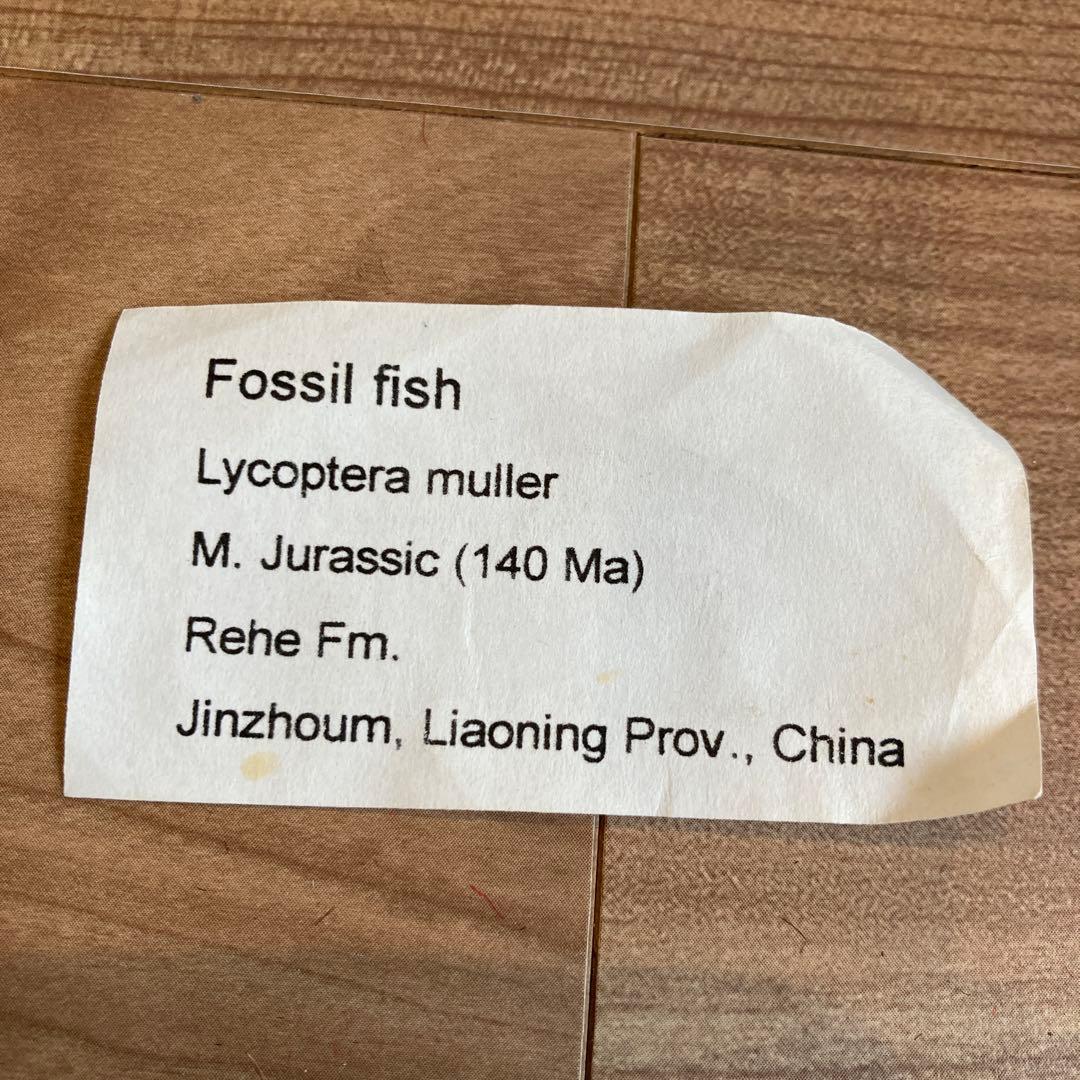 Fossil fish
Lycoptera muller
M. Jurassic (140 Ma)
Rehe Fm.
Jinzhoum, Liaoning Prov., China